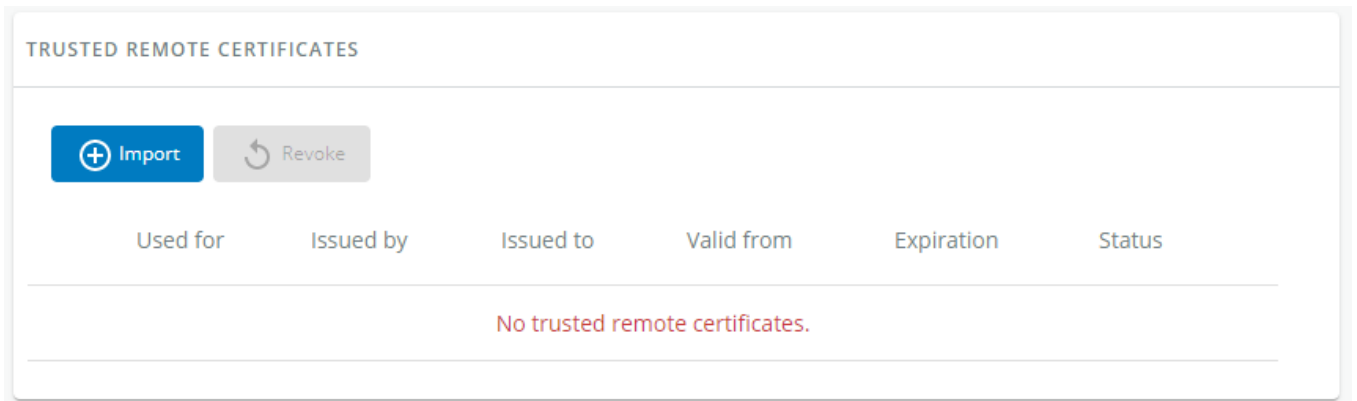 TRUSTED REMOTE CERTIFICATES
Import Revoke
Used for Issued by Issued to Valid from Expiration Status
No trusted remote certificates.